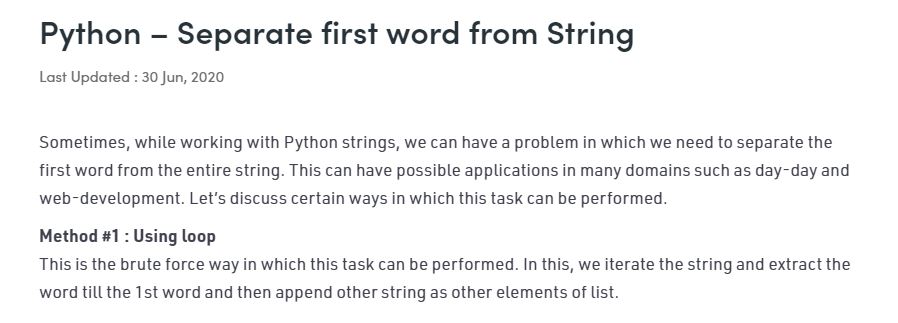 Python – Separate first word from String
Last Updated : 30 Jun, 2020
Sometimes, while working with Python strings, we can have a problem in which we need to separate the
first word from the entire string. This can have possible applications in many domains such as day-day and
web-development. Let’s discuss certain ways in which this task can be performed.
Method #1 : Using loop
This is the brute force way in which this task can be performed. In this, we iterate the string and extract the
word till the 1st word and then append other string as other elements of list.